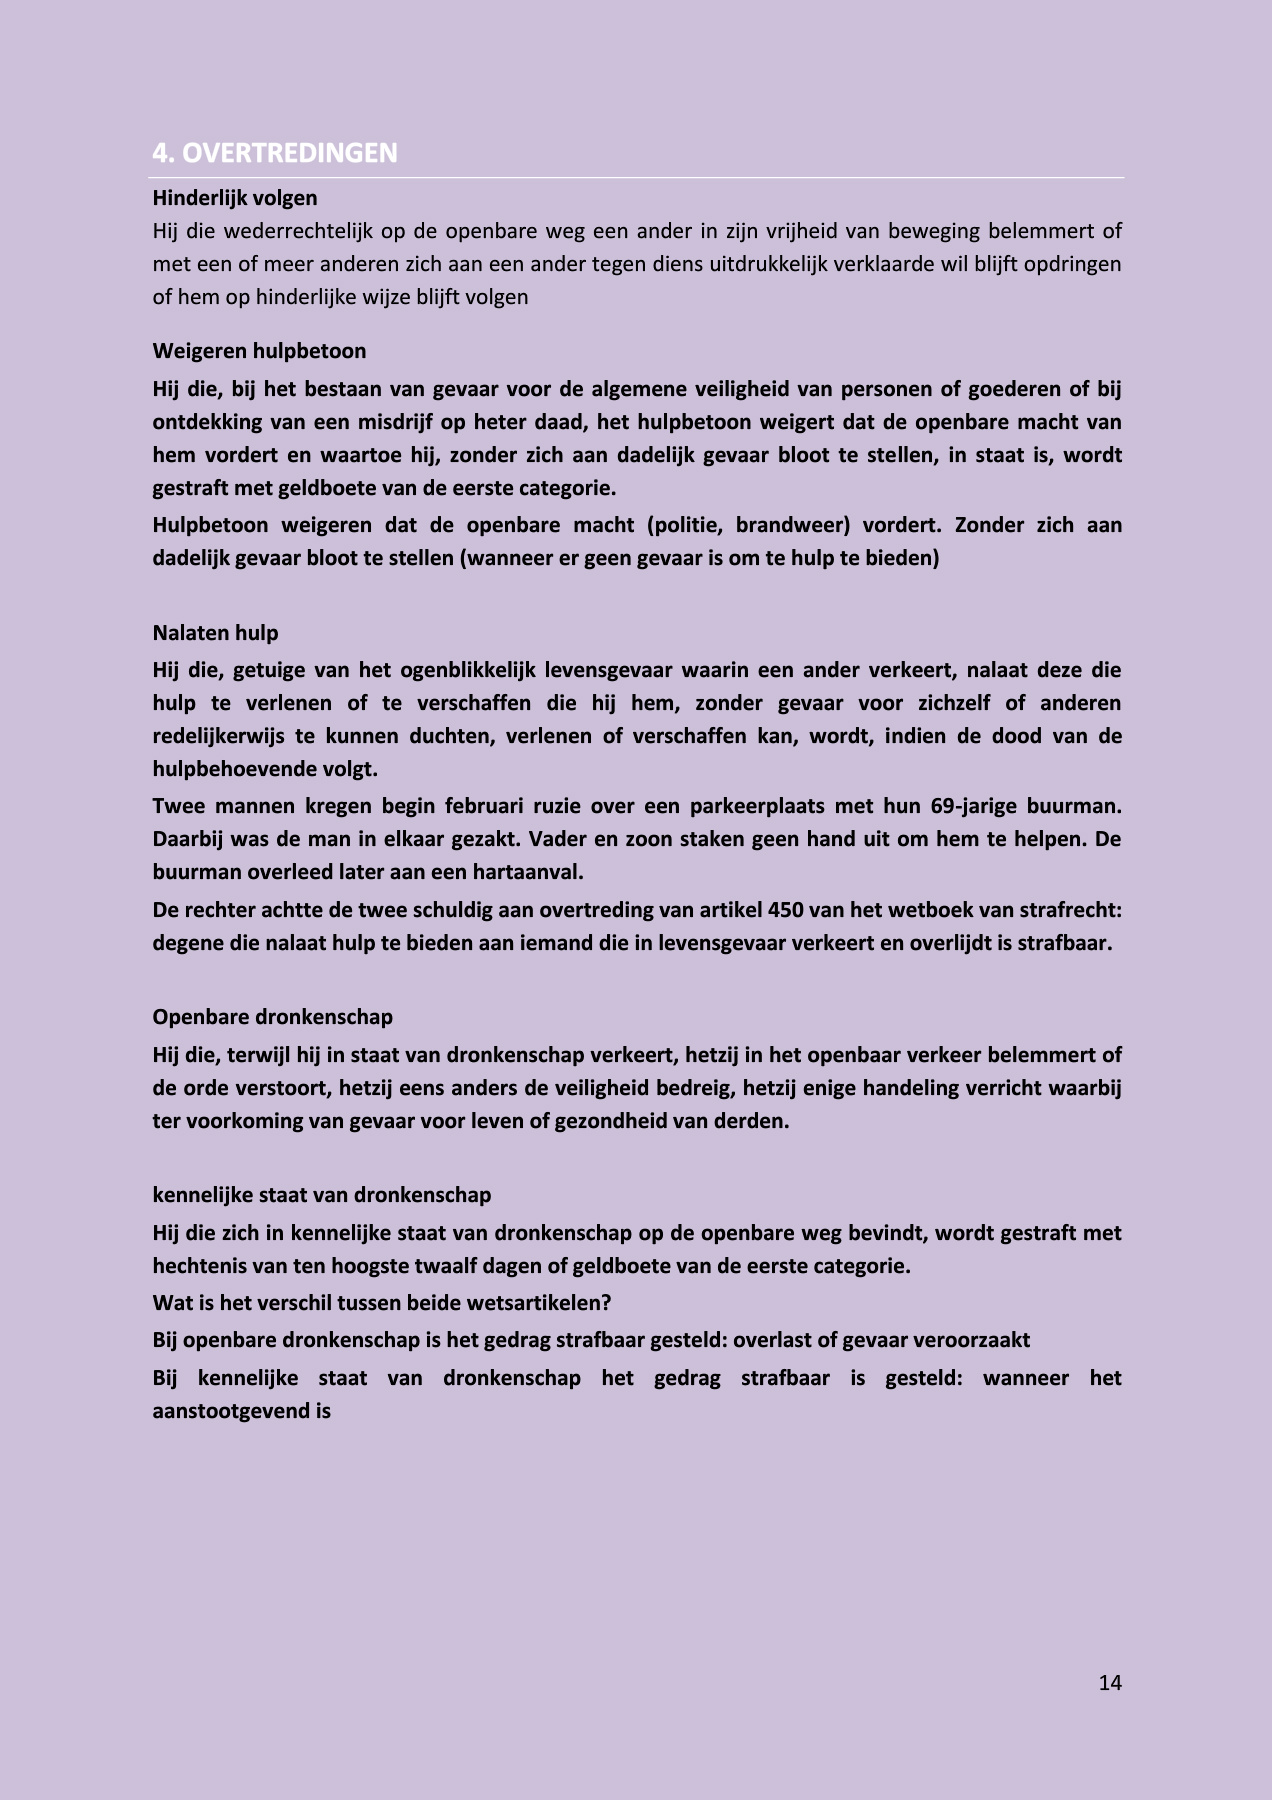 4. OVERTREDINGEN
Hinderlijk volgen
Hij die wederrechtelijk op de openbare weg een ander in zijn vrijheid van beweging belemmert of
met een of meer anderen zich aan een ander tegen diens uitdrukkelijk verklaarde wil blijft opdringen
of hem op hinderlijke wijze blijft volgen
Weigeren hulpbetoon
Hij die, bij het bestaan van gevaar voor de algemene veiligheid van personen of goederen of bij
ontdekking van een misdrijf op heter daad, het hulpbetoon weigert dat de openbare macht van
hem vordert en waartoe hij, zonder zich aan dadelijk gevaar bloot te stellen, in staat is, wordt
gestraft met geldboete van de eerste categorie.
Hulpbetoon weigeren dat de openbare macht (politie, brandweer) vordert. Zonder zich aan
dadelijk gevaar bloot te stellen (wanneer er geen gevaar is om te hulp te bieden)
Nalaten hulp
Hij die, getuige van het ogenblikkelijk levensgevaar waarin een ander verkeert, nalaat deze die
hulp te verlenen of te verschaffen die hij hem, zonder gevaar voor zichzelf of anderen
redelijkerwijs te kunnen duchten, verlenen of verschaffen kan, wordt, indien de dood van de
hulpbehoevende volgt.
Twee mannen kregen begin februari ruzie over een parkeerplaats met hun 69-jarige buurman.
Daarbij was de man in elkaar gezakt. Vader en zoon staken geen hand uit om hem te helpen. De
buurman overleed later aan een hartaanval.
De rechter achtte de twee schuldig aan overtreding van artikel 450 van het wetboek van strafrecht:
degene die nalaat hulp te bieden aan iemand die in levensgevaar verkeert en overlijdt is strafbaar.
Openbare dronkenschap
Hij die, terwijl hij in staat van dronkenschap verkeert, hetzij in het openbaar verkeer belemmert of
de orde verstoort, hetzij eens anders de veiligheid bedreig, hetzij enige handeling verricht waarbij
ter voorkoming van gevaar voor leven of gezondheid van derden.
kennelijke staat van dronkenschap
Hij die zich in kennelijke staat van dronkenschap op de openbare weg bevindt, wordt gestraft met
hechtenis van ten hoogste twaalf dagen of geldboete van de eerste categorie.
Wat is het verschil tussen beide wetsartikelen?
Bij openbare dronkenschap is het gedrag strafbaar gesteld: overlast of gevaar veroorzaakt
Bij kennelijke staat van dronkenschap het gedrag strafbaar is gesteld: wanneer het
aanstootgevend is
14